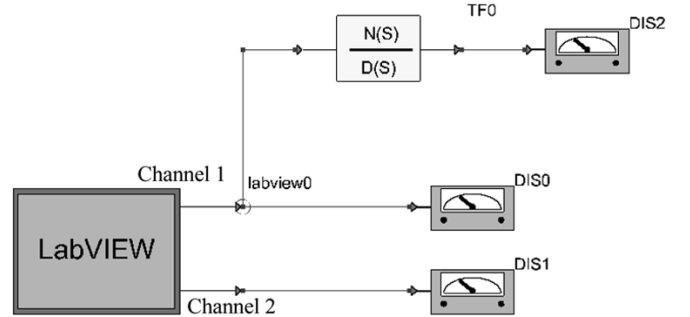 TF0
DIS2
N(S)
D(S)
Channel 1
labview0
DIS0
LabVIEW
DIS1
Channel 2